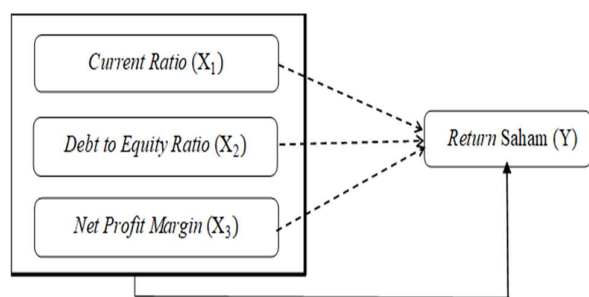 Current Ratio (X₁)
Debt to Equity Ratio (X₂)
Return Saham (Y)
Net Profit Margin (X₃)